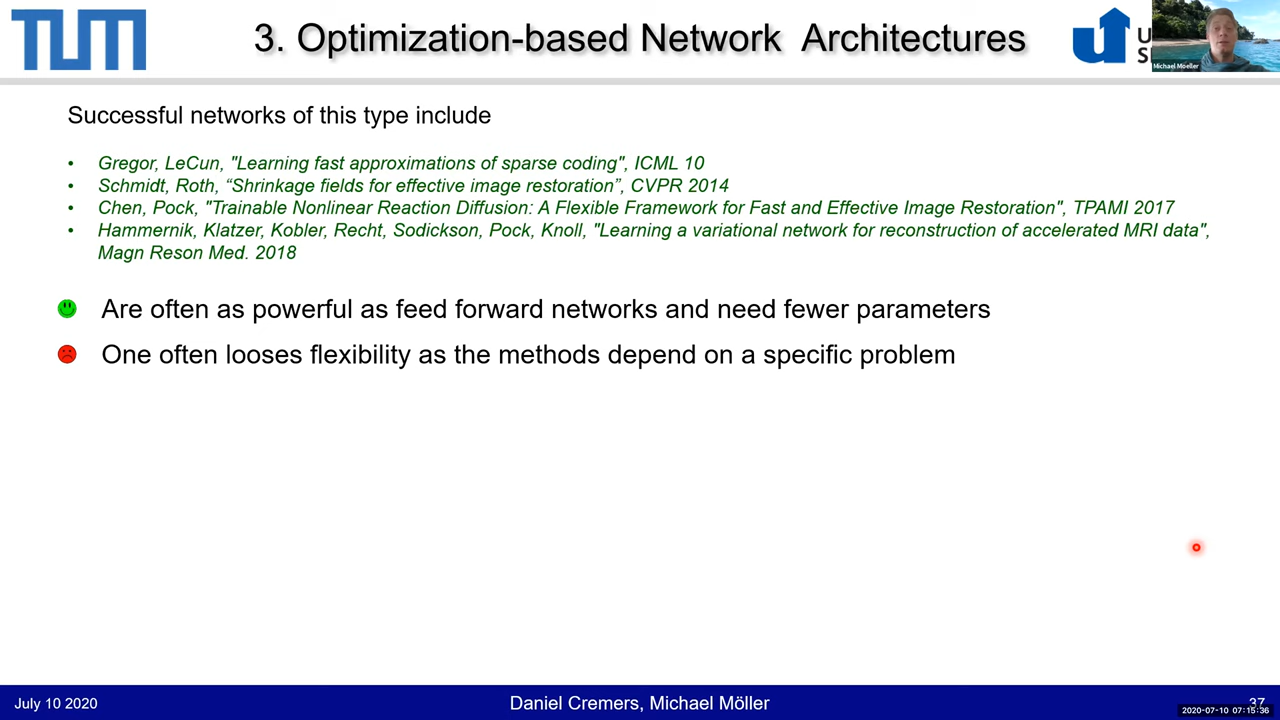 TUM
3. Optimization-based Network Architectures
U
S
Michael Moeller
Successful networks of this type include
• Gregor, LeCun, "Learning fast approximations of sparse coding", ICML 10
• Schmidt, Roth, “Shrinkage fields for effective image restoration”, CVPR 2014
• Chen, Pock, "Trainable Nonlinear Reaction Diffusion: A Flexible Framework for Fast and Effective Image Restoration", TPAMI 2017
• Hammernik, Klatzer, Kobler, Recht, Sodickson, Pock, Knoll, "Learning a variational network for reconstruction of accelerated MRI data",
Magn Reson Med. 2018
Are often as powerful as feed forward networks and need fewer parameters
One often looses flexibility as the methods depend on a specific problem
July 10 2020
Daniel Cremers, Michael Möller
37
2020-07-10 07:15:36